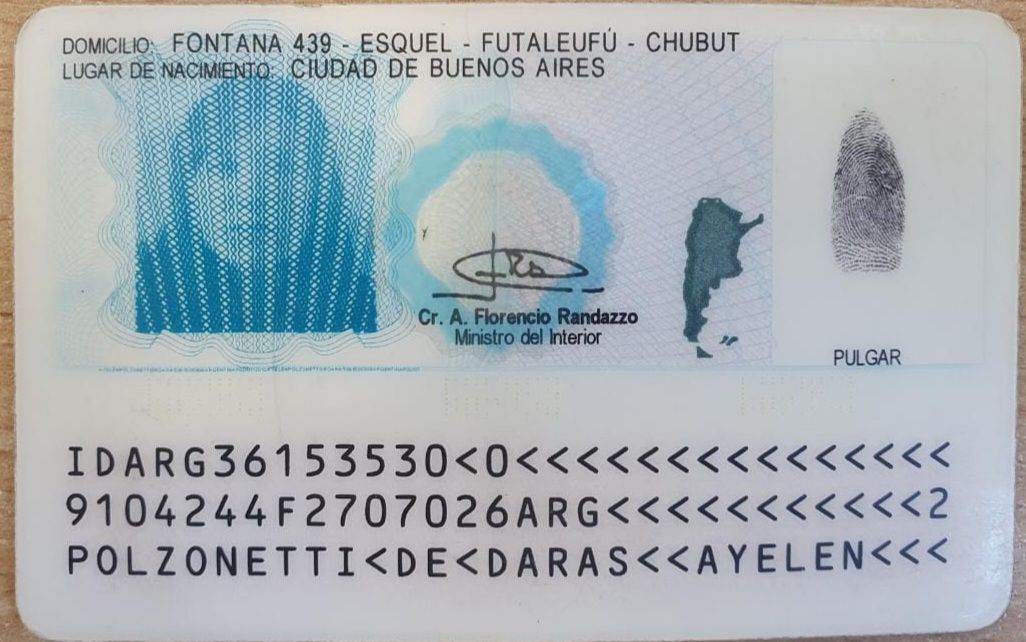 DOMICILIO: FONTANA 439 - ESQUEL - FUTALEUFÚ - CHUBUT
LUGAR DE NACIMIENTO: CIUDAD DE BUENOS AIRES
Cr. A. Florencio Randazzo
Ministro del Interior
PULGAR
IDARG36153530<0<<<<<<<<<<<<<<<
9104244F2707026ARG<<<<<<<<<<<2
POLZONETTI<DE<DARAS<<AYELEN<<<